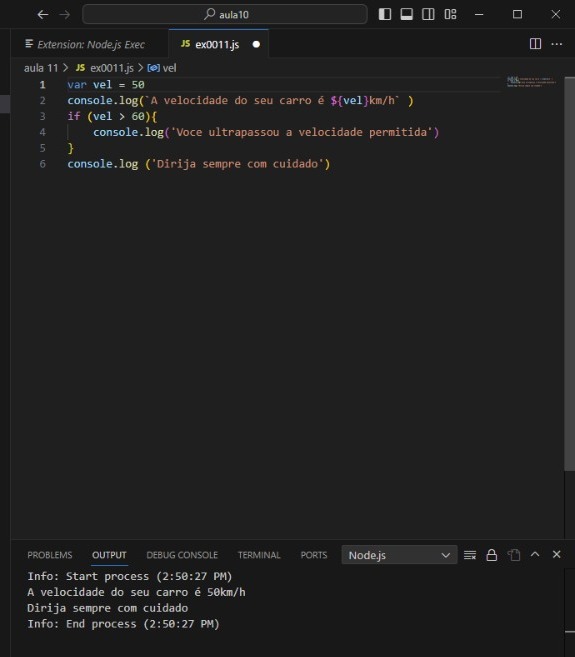 aula10
Extension: Node.js Exec
JS ex0011.js
aula 11 > JS ex0011.js > vel
1 var vel = 50
2 console.log(`A velocidade do seu carro é ${vel}km/h` )
3 if (vel > 60){
4 console.log('Voce ultrapassou a velocidade permitida')
5 }
6 console.log ('Dirija sempre com cuidado')
PROBLEMS OUTPUT DEBUG CONSOLE TERMINAL PORTS Node.js
Info: Start process (2:50:27 PM)
A velocidade do seu carro é 50km/h
Dirija sempre com cuidado
Info: End process (2:50:27 PM)